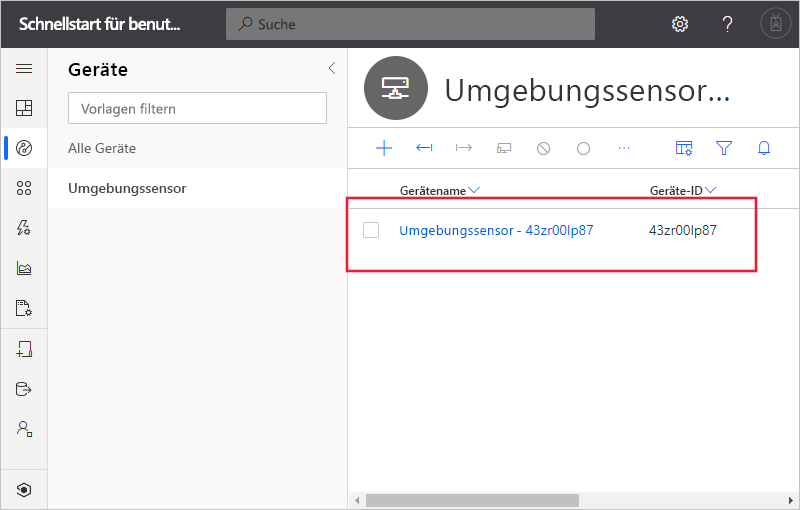 Schnellstart für benut...
Suche
?
Geräte
Vorlagen filtern
Alle Geräte
Umgebungssensor
Umgebungssensor...
Gerätename
Geräte-ID
Umgebungssensor - 43zr00lp87
43zr00lp87